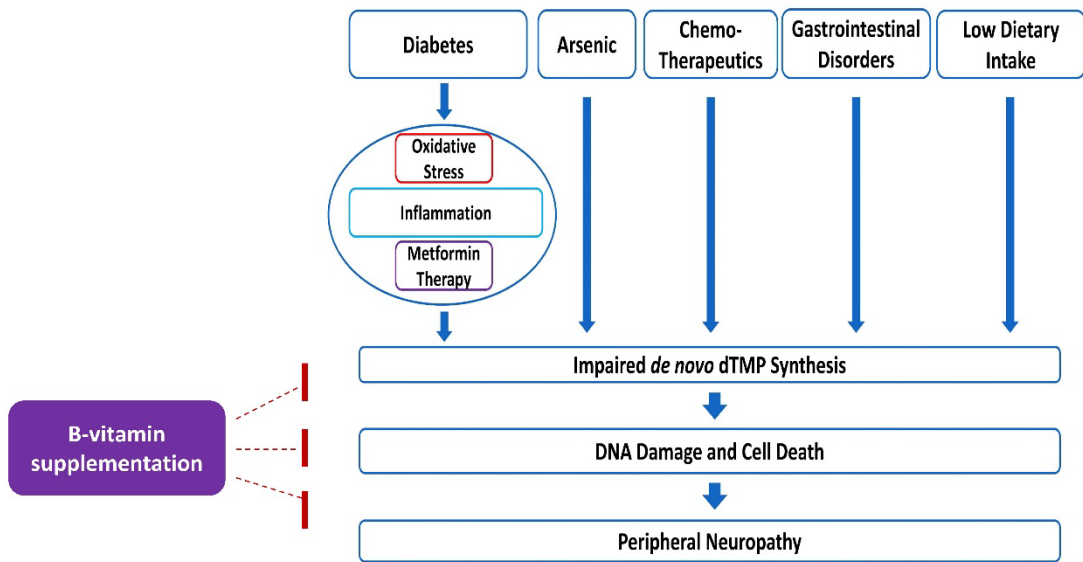 Diabetes
Arsenic
Chemo-
Therapeutics
Gastrointestinal
Disorders
Low Dietary
Intake
Oxidative
Stress
Inflammation
Metformin
Therapy
Impaired de novo dTMP Synthesis
B-vitamin
supplementation
DNA Damage and Cell Death
Peripheral Neuropathy